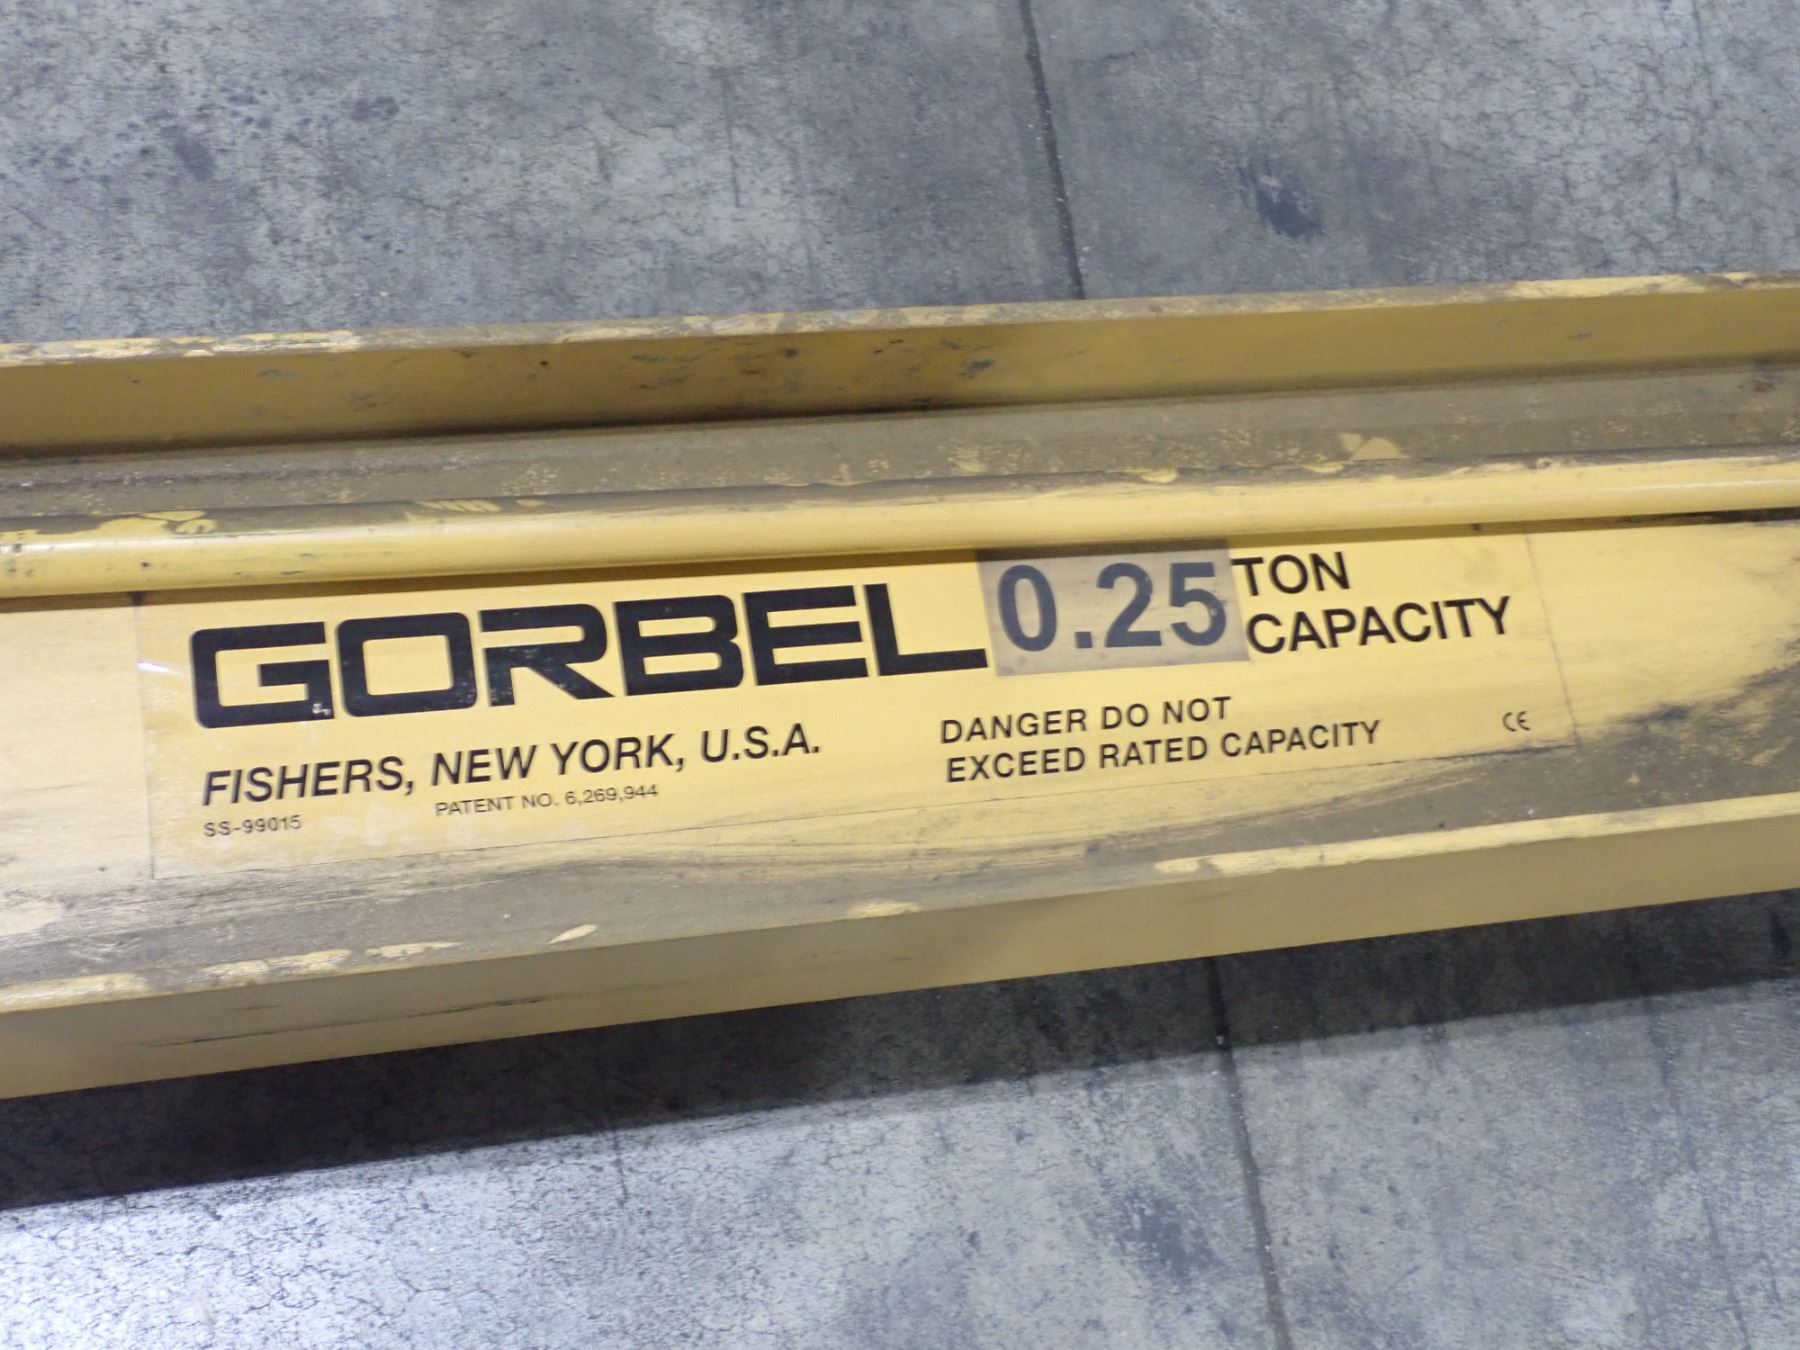 GORBEL 0.25 TON
CAPACITY
FISHERS, NEW YORK, U.S.A.
PATENT NO. 6,269,944
SS-99015
DANGER DO NOT
EXCEED RATED CAPACITY
CE